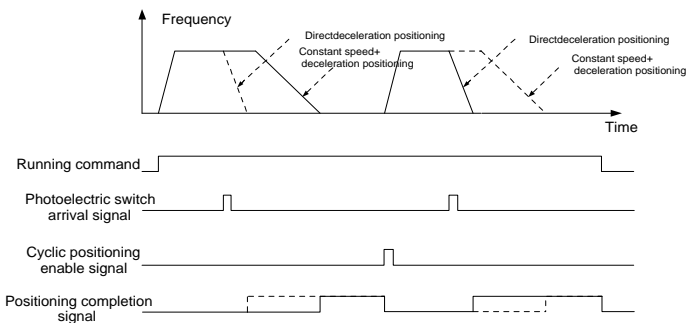 Frequency
Directdeceleration positioning
Constant speed+
deceleration positioning
Directdeceleration positioning
Constant speed+
deceleration positioning
Time
Running command
Photoelectric switch
arrival signal
Cyclic positioning
enable signal
Positioning completion
signal